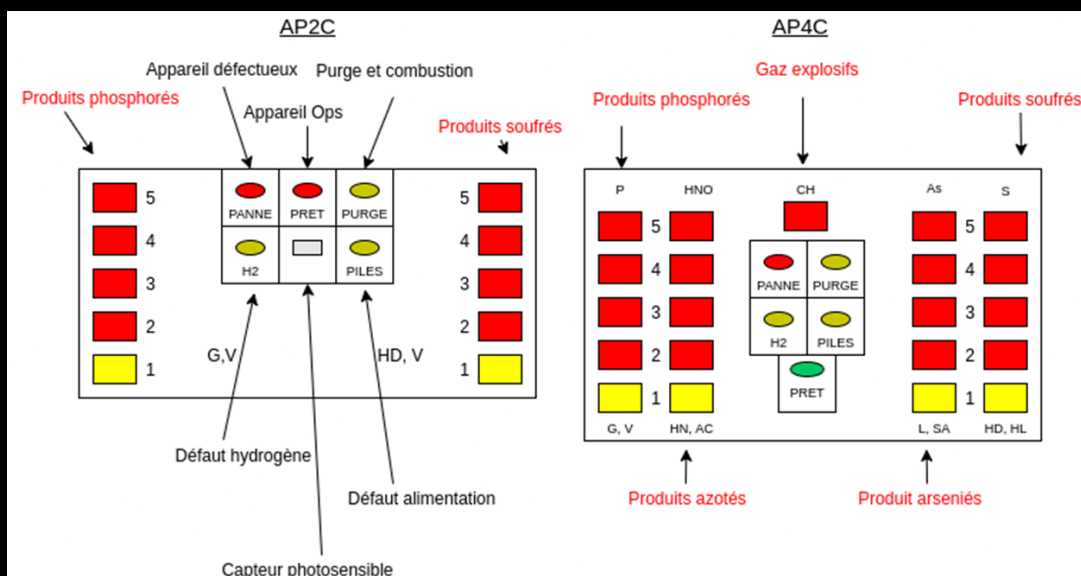 AP2C
Appareil défectueux
Purge et combustion
Produits phosphorés
Appareil Ops
Produits soufrés
5
4
3
2
1
PANNE
PRET
PURGE
H2
PILES
5
4
3
2
1
G,V
HD, V
Défaut hydrogène
Défaut alimentation
Capteur photosensible
AP4C
Gaz explosifs
Produits phosphorés
Produits soufrés
P
HNO
CH
As
S
5
4
3
2
1
PANNE
PURGE
H2
PILES
PRET
5
4
3
2
1
G, V
HN, AC
L, SA
HD, HL
Produits azotés
Produit arseniés